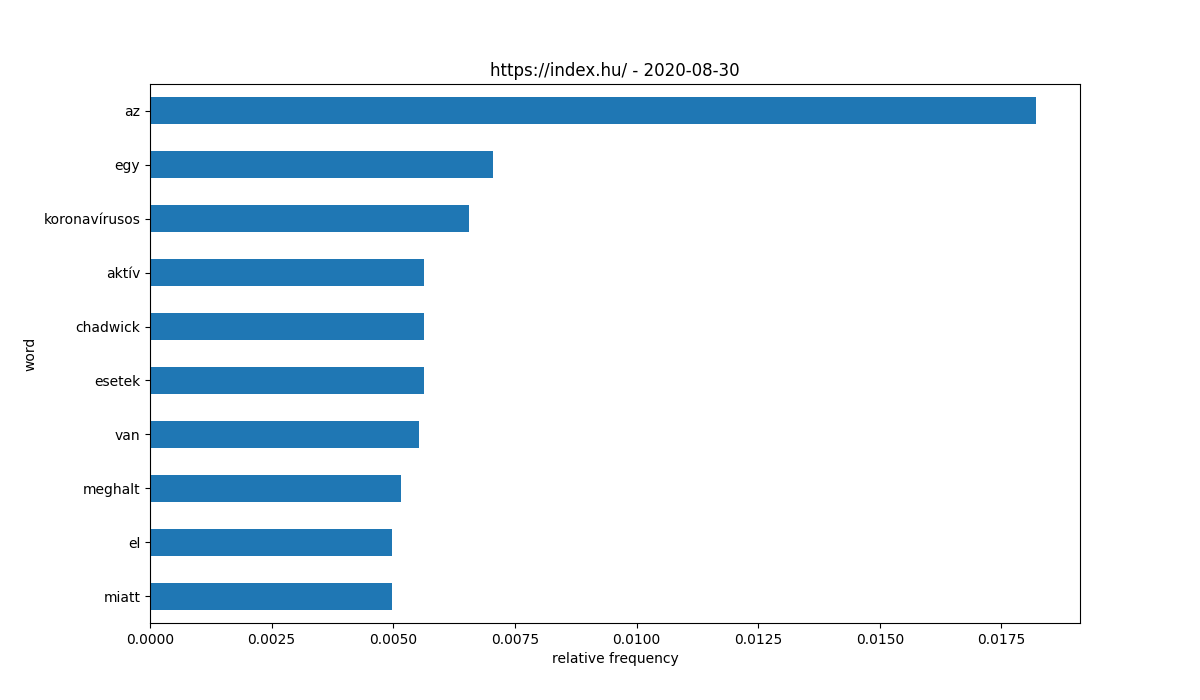 https://index.hu/ - 2020-08-30
az
egy
koronavírusos
aktív
chadwick
esetek
van
meghalt
el
miatt
word
0.0000 0.0025 0.0050 0.0075 0.0100 0.0125 0.0150 0.0175
relative frequency